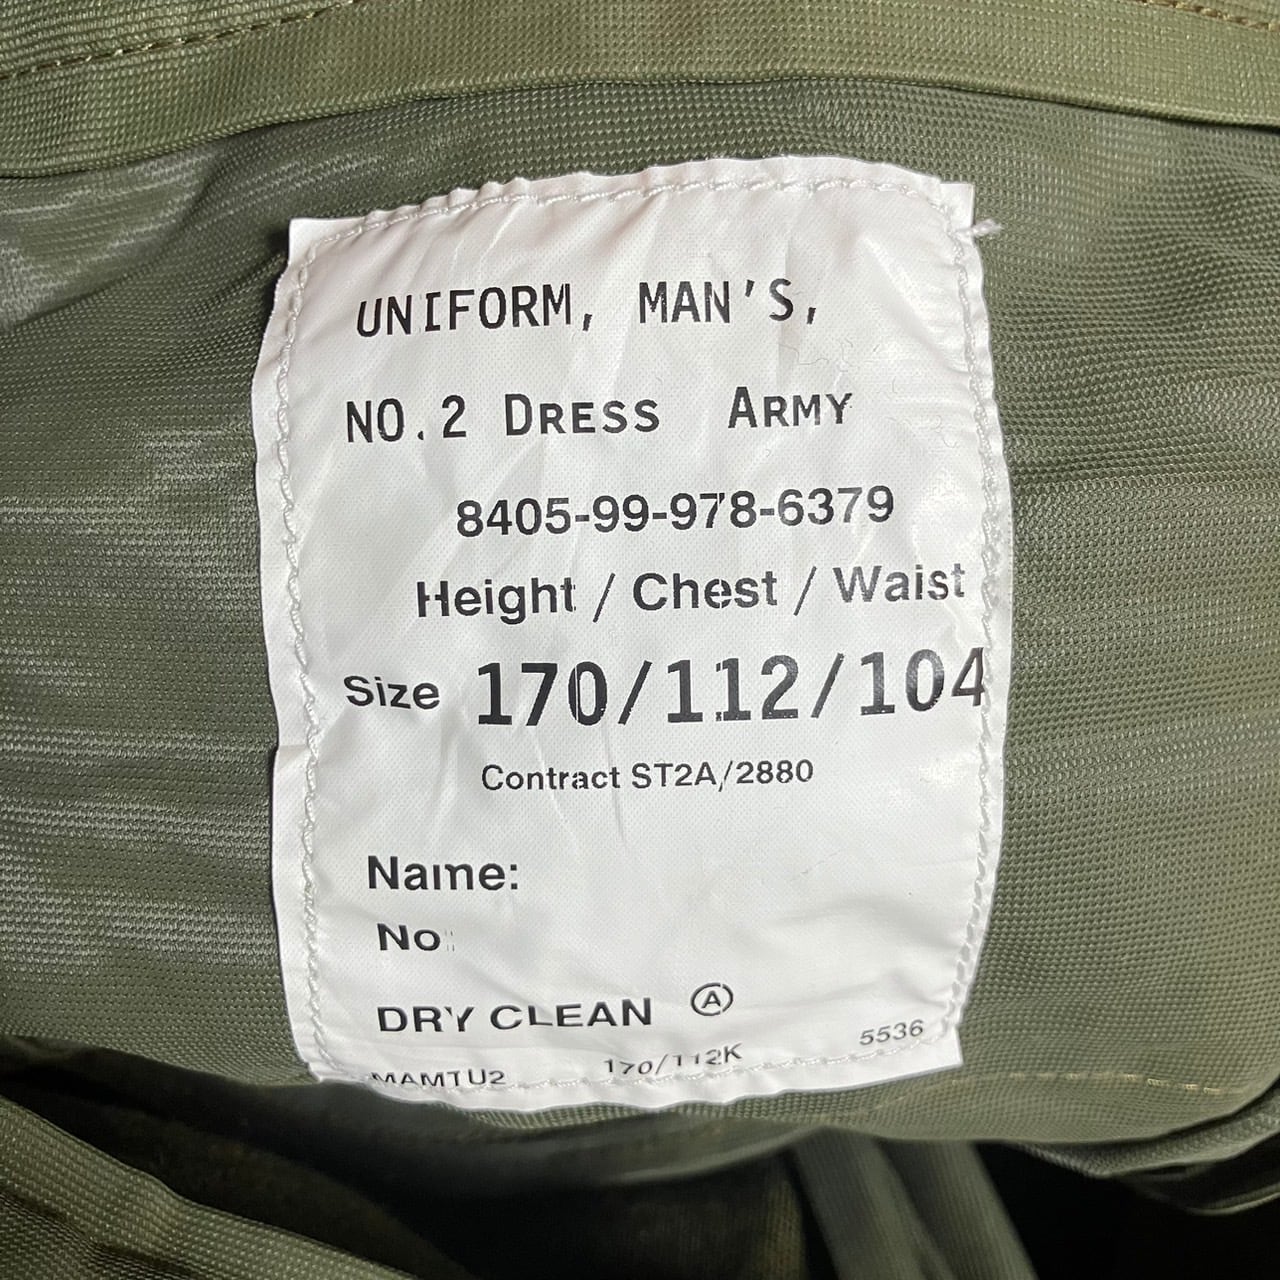 UNIFORM, MAN'S,
NO.2 DRESS ARMY
8405-99-978-6379
Height / Chest / Waist
Size 170/112/104
Contract ST2A/2880
Name:
No:
DRY CLEAN Ⓐ
MAMTU2 170/112K 5536